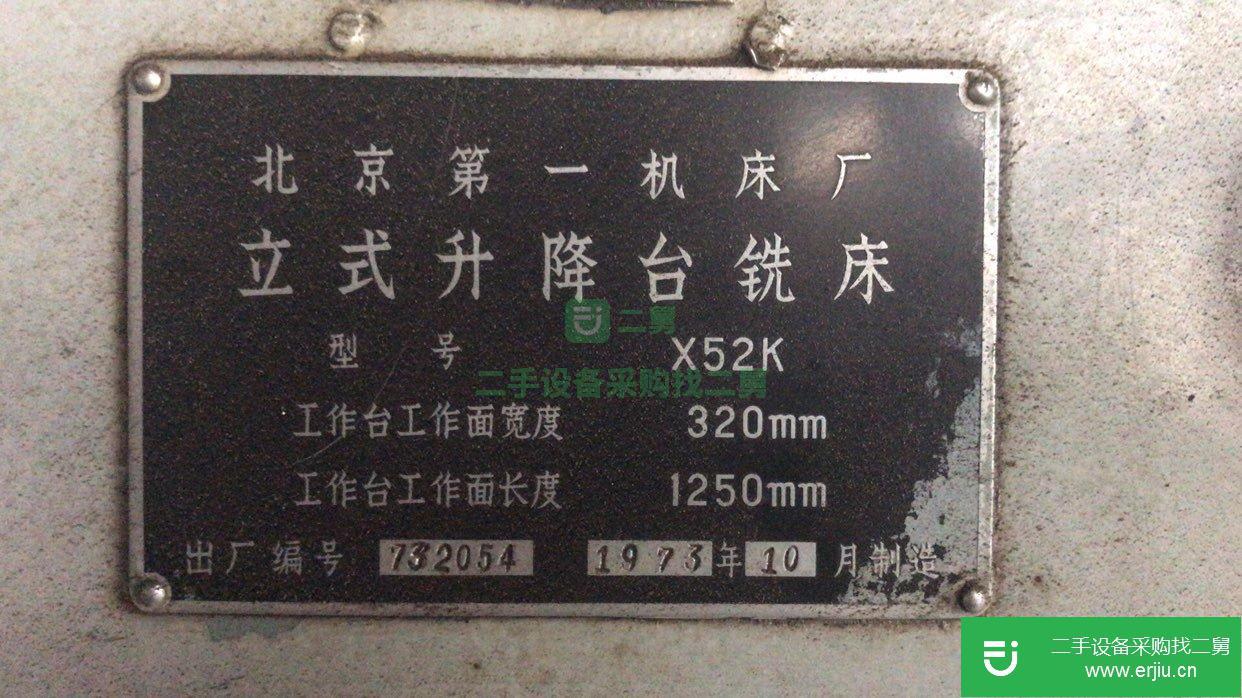 北京第一机床厂
立式升降台铣床
型号 X52K
二舅
二手设备采购找二舅
工作台工作面宽度 320mm
工作台工作面长度 1250mm
出厂编号 732054 1973年10月制造
二手设备采购找二舅
www.erjiu.cn